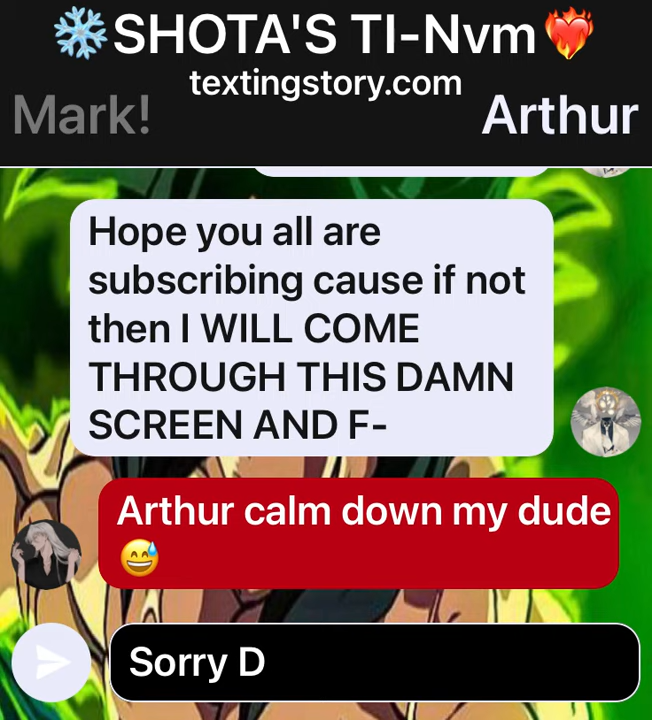 ❄️SHOTA'S TI-Nvm❤️‍🔥
textingstory.com
Mark!
Arthur
Hope you all are
subscribing cause if not
then I WILL COME
THROUGH THIS DAMN
SCREEN AND F-
Arthur calm down my dude
😅
Sorry D